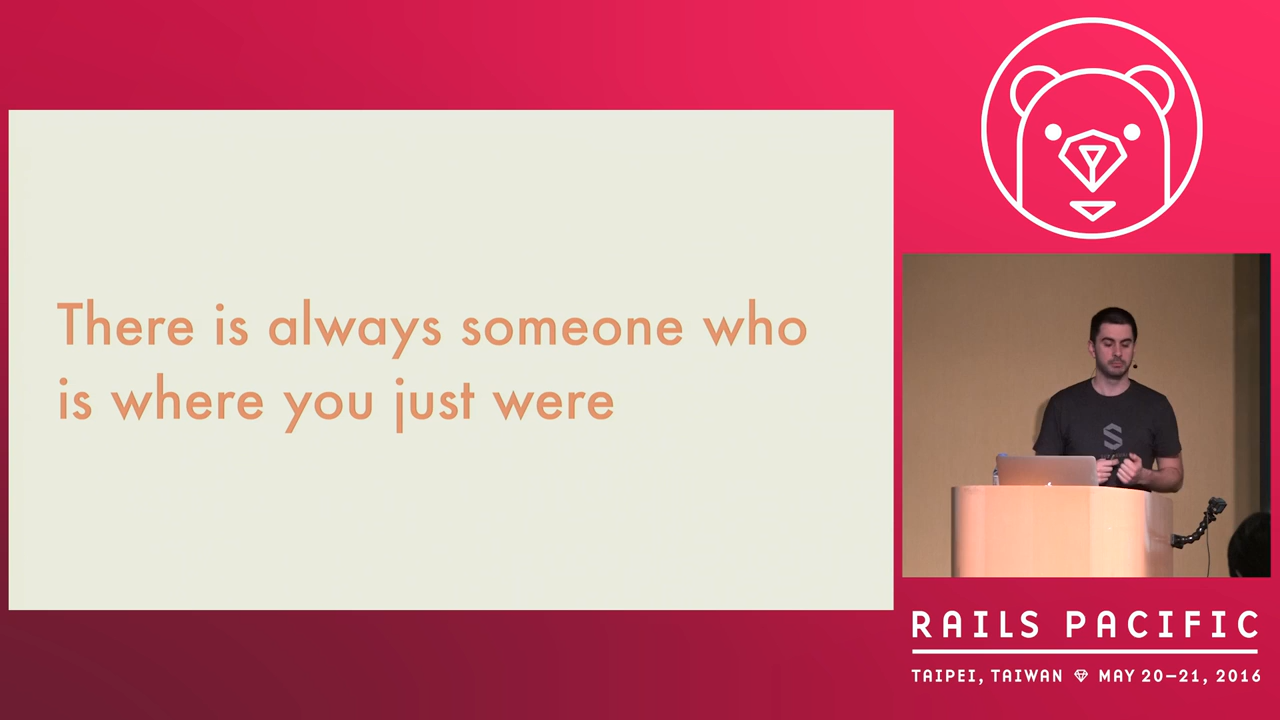 There is always someone who
is where you just were
S
RAILS PACIFIC
TAIPEI, TAIWAN MAY 20–21, 2016